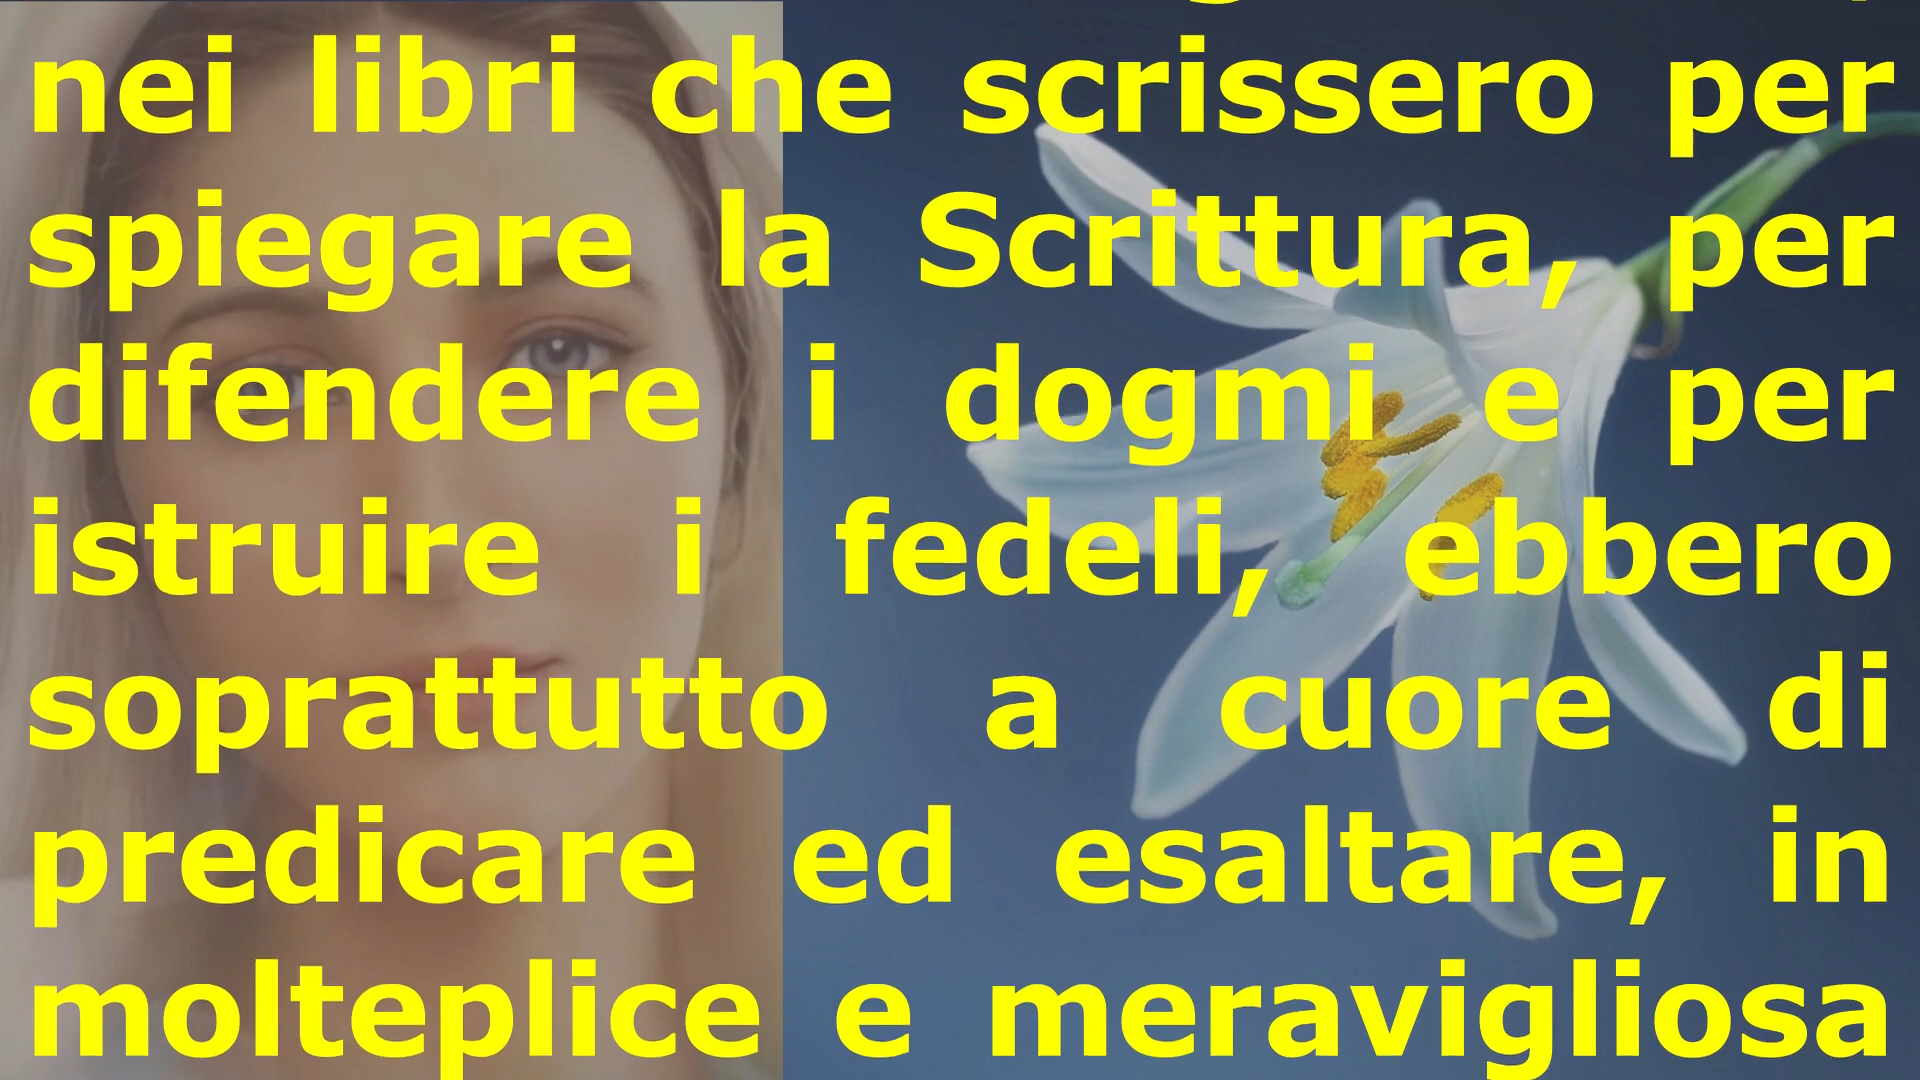 nei libri che scrissero per
spiegare la Scrittura, per
difendere i dogmi e per
istruire i fedeli, ebbero
soprattutto a cuore di
predicare ed esaltare, in
molteplice e meravigliosa